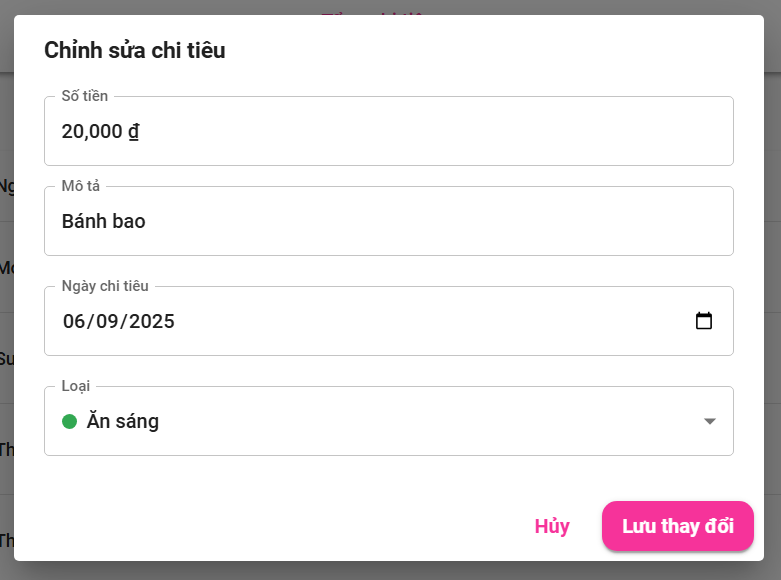 Chỉnh sửa chi tiêu
Số tiền
20,000 ₫
Mô tả
Bánh bao
Ngày chi tiêu
06/09/2025
Loại
Ăn sáng
Hủy
Lưu thay đổi